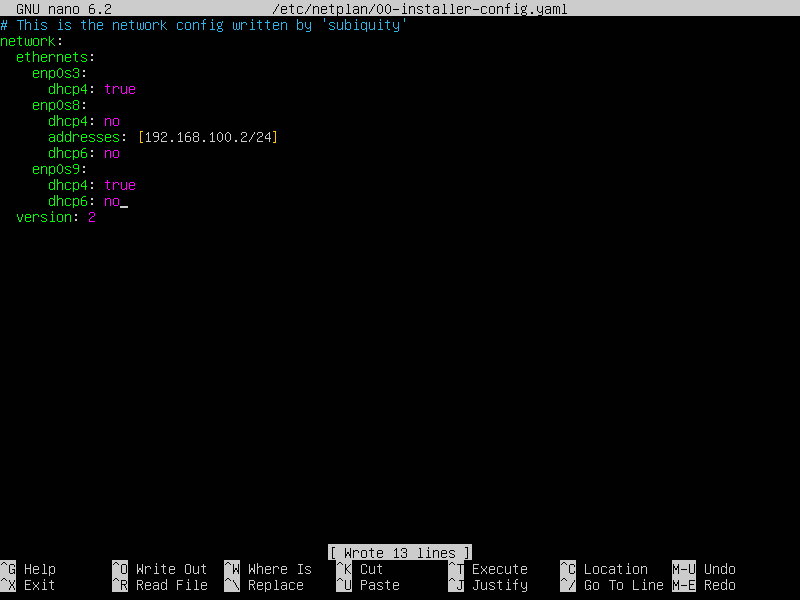 GNU nano 6.2 /etc/netplan/00-installer-config.yaml
# This is the network config written by 'subiquity'
network:
  ethernets:
    enp0s3:
      dhcp4: true
    enp0s8:
      dhcp4: no
      addresses: [192.168.100.2/24]
      dhcp6: no
    enp0s9:
      dhcp4: true
      dhcp6: no_
  version: 2
[ Wrote 13 lines ]
^G Help ^O Write Out ^W Where Is ^K Cut ^T Execute ^C Location M-U Undo
^X Exit ^R Read File ^\ Replace ^U Paste ^J Justify ^/ Go To Line M-E Redo